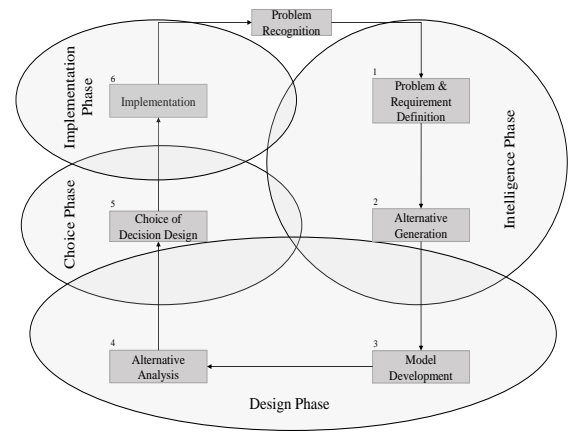 Problem
Recognition
1
Problem &
Requirement
Definition
2
Alternative
Generation
Intelligence Phase
3
Model
Development
4
Alternative
Analysis
Design Phase
5
Choice of
Decision Design
Choice Phase
6
Implementation
Implementation
Phase